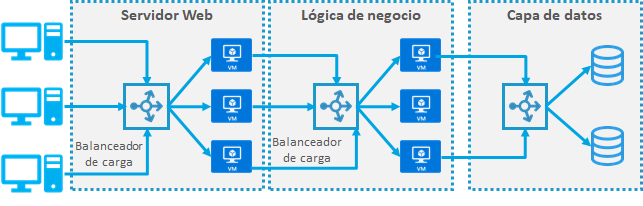 Servidor Web
Lógica de negocio
Capa de datos
VM
VM
VM
VM
VM
VM
Balanceador
de carga
Balanceador
de carga